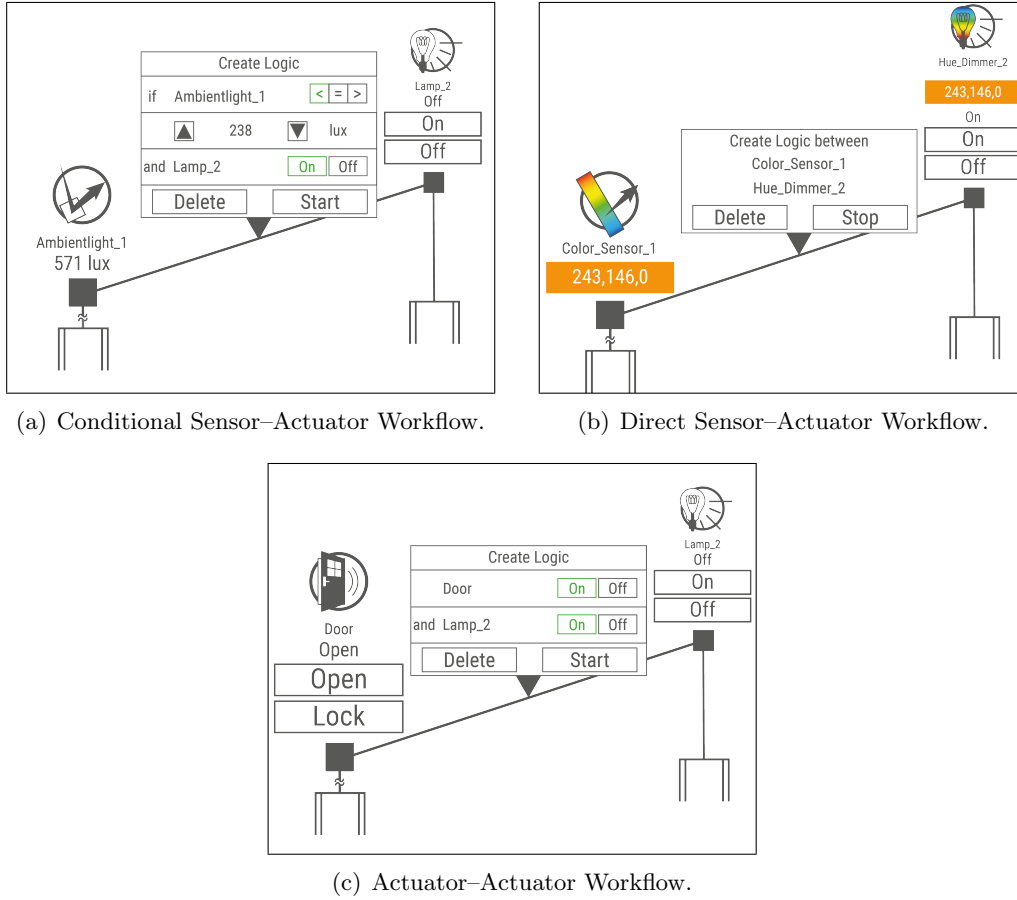 Create Logic
if Ambientlight_1 < = >
238 lux
and Lamp_2 On Off
Delete Start
Lamp_2
Off
On
Off
Ambientlight_1
571 lux
(a) Conditional Sensor–Actuator Workflow.
Hue_Dimmer_2
243,146,0
On
On
Off
Create Logic between
Color_Sensor_1
Hue_Dimmer_2
Delete Stop
Color_Sensor_1
243,146,0
(b) Direct Sensor–Actuator Workflow.
Create Logic
Door On Off
and Lamp_2 On Off
Delete Start
Lamp_2
Off
On
Off
Door
Open
Open
Lock
(c) Actuator–Actuator Workflow.